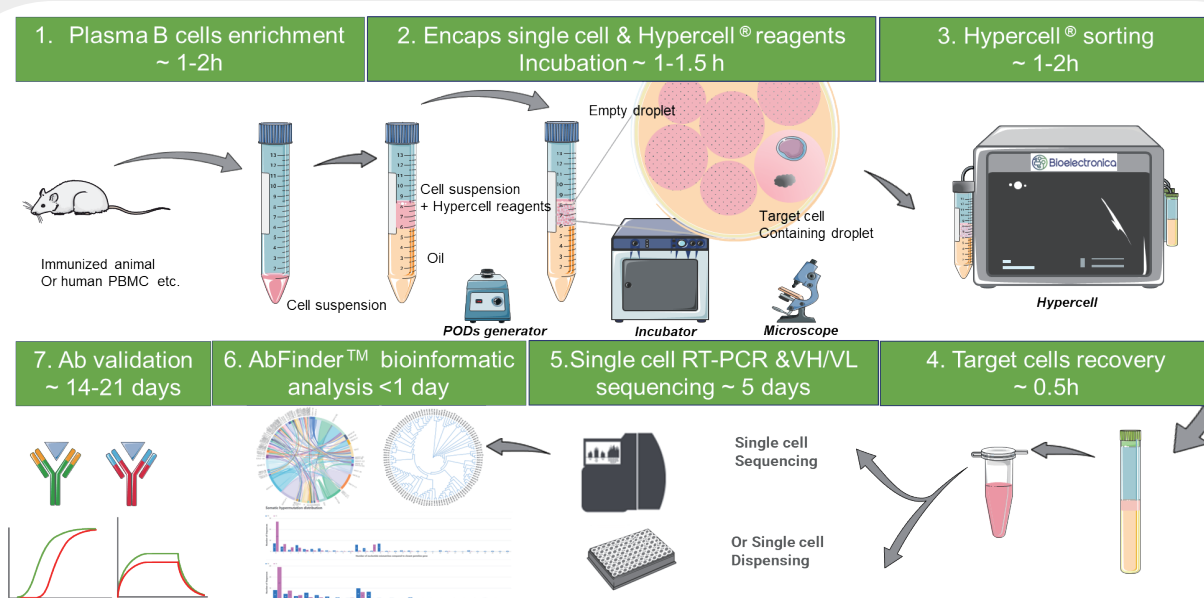 1. Plasma B cells enrichment
~ 1-2h
2. Encaps single cell & Hypercell ® reagents
Incubation ~ 1-1.5 h
3. Hypercell ® sorting
~ 1-2h
Empty droplet
Cell suspension
+ Hypercell reagents
Oil
Target cell
Containing droplet
Bioelectronica
Immunized animal
Or human PBMC etc.
Cell suspension
PODs generator
Incubator
Microscope
Hypercell
7. Ab validation
~ 14-21 days
6. AbFinder™ bioinformatic
analysis <1 day
5.Single cell RT-PCR &VH/VL
sequencing ~ 5 days
4. Target cells recovery
~ 0.5h
Single cell
Sequencing
Or Single cell
Dispensing